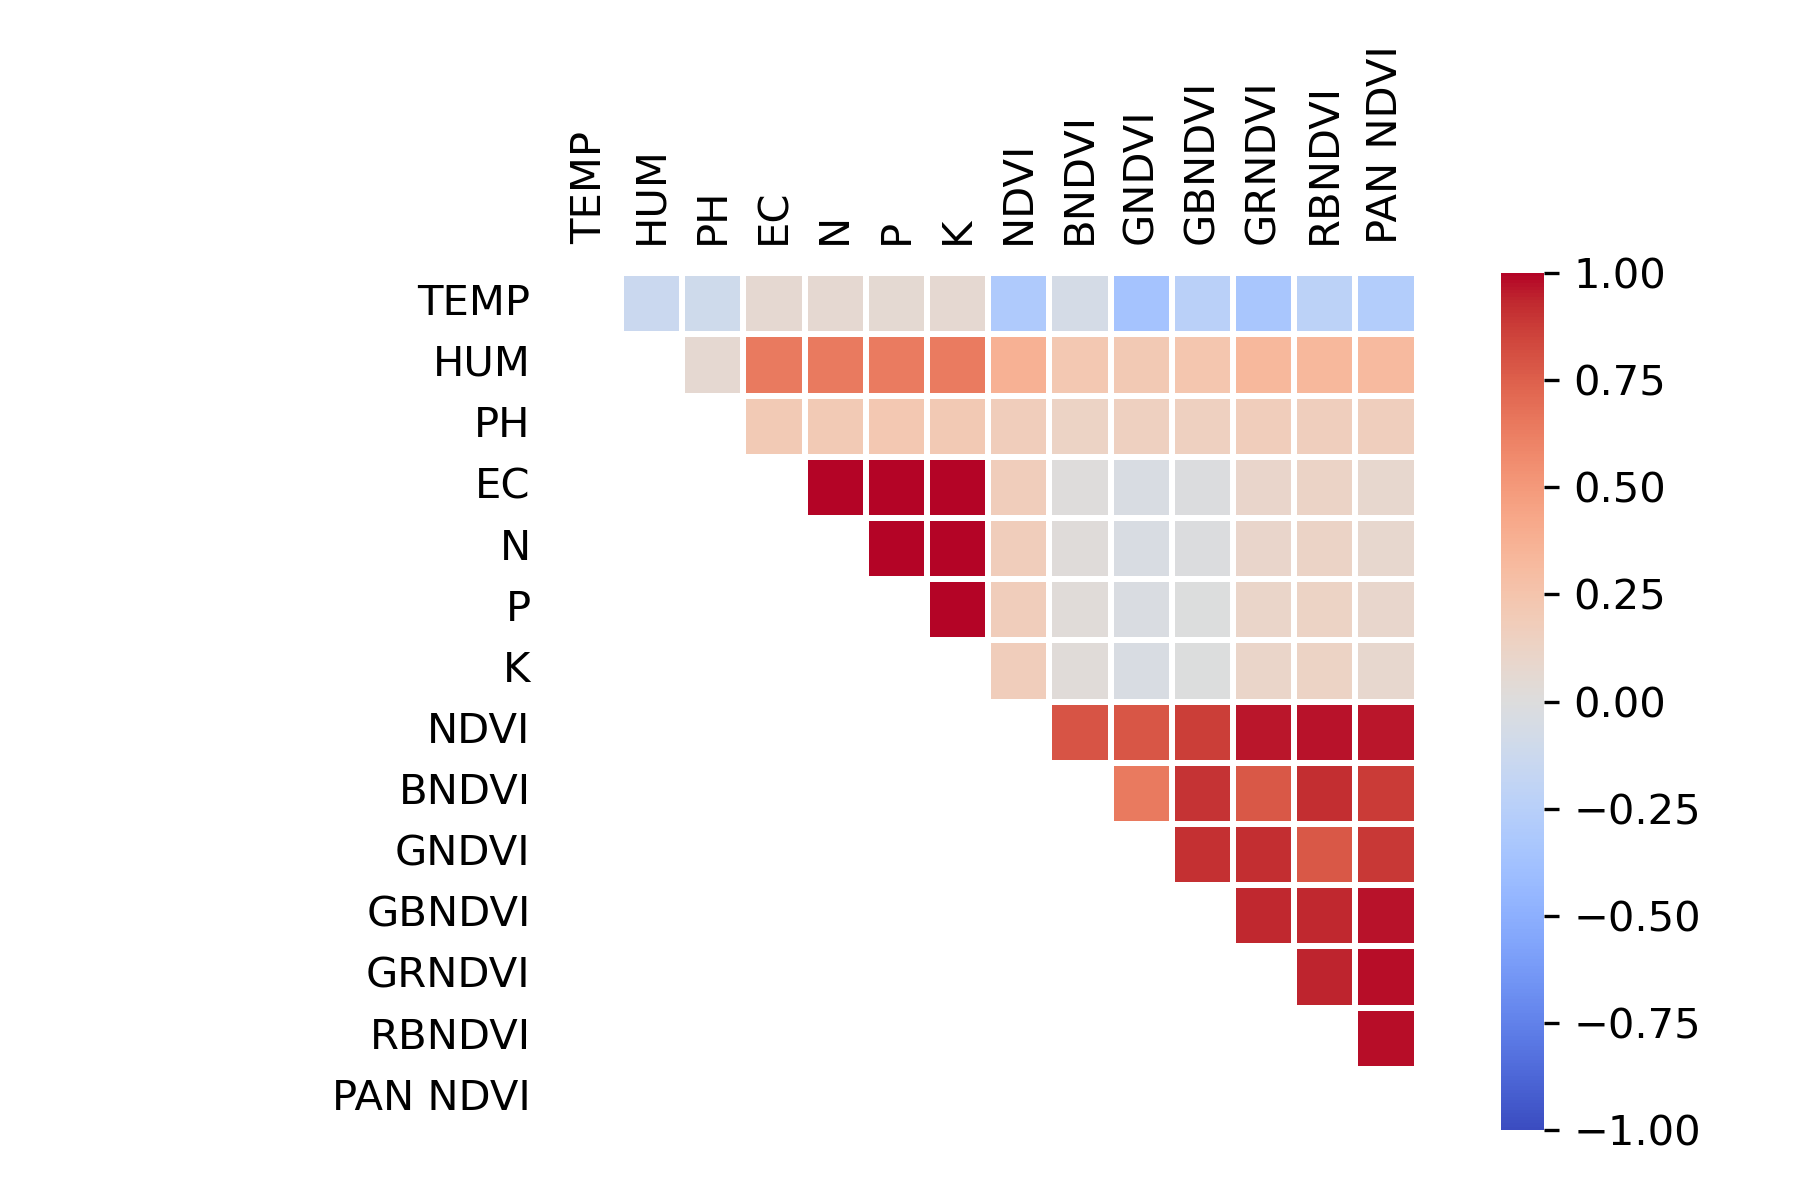 TEMP
HUM
PH
EC
N
P
K
NDVI
BNDVI
GNDVI
GBNDVI
GRNDVI
RBNDVI
PAN NDVI
TEMP
HUM
PH
EC
N
P
K
NDVI
BNDVI
GNDVI
GBNDVI
GRNDVI
RBNDVI
PAN NDVI
1.00
0.75
0.50
0.25
0.00
−0.25
−0.50
−0.75
−1.00